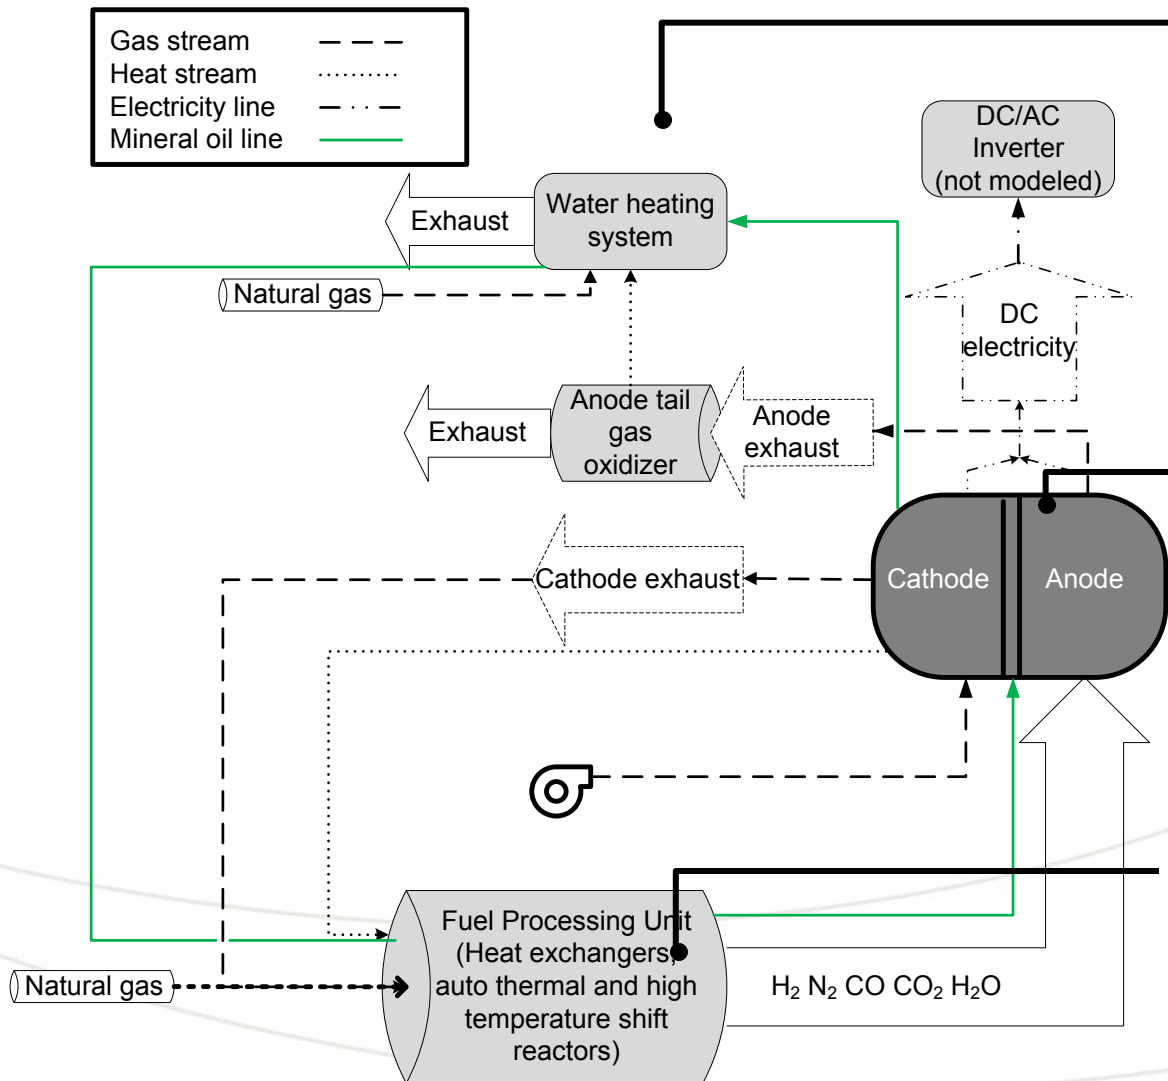 Gas stream
Heat stream
Electricity line
Mineral oil line
DC/AC
Inverter
(not modeled)
Exhaust
Water heating
system
Natural gas
DC
electricity
Exhaust
Anode tail
gas
oxidizer
Anode
exhaust
Cathode exhaust
Cathode
Anode
Fuel Processing Unit
(Heat exchangers,
auto thermal and high
temperature shift
reactors)
Natural gas
H₂ N₂ CO CO₂ H₂O